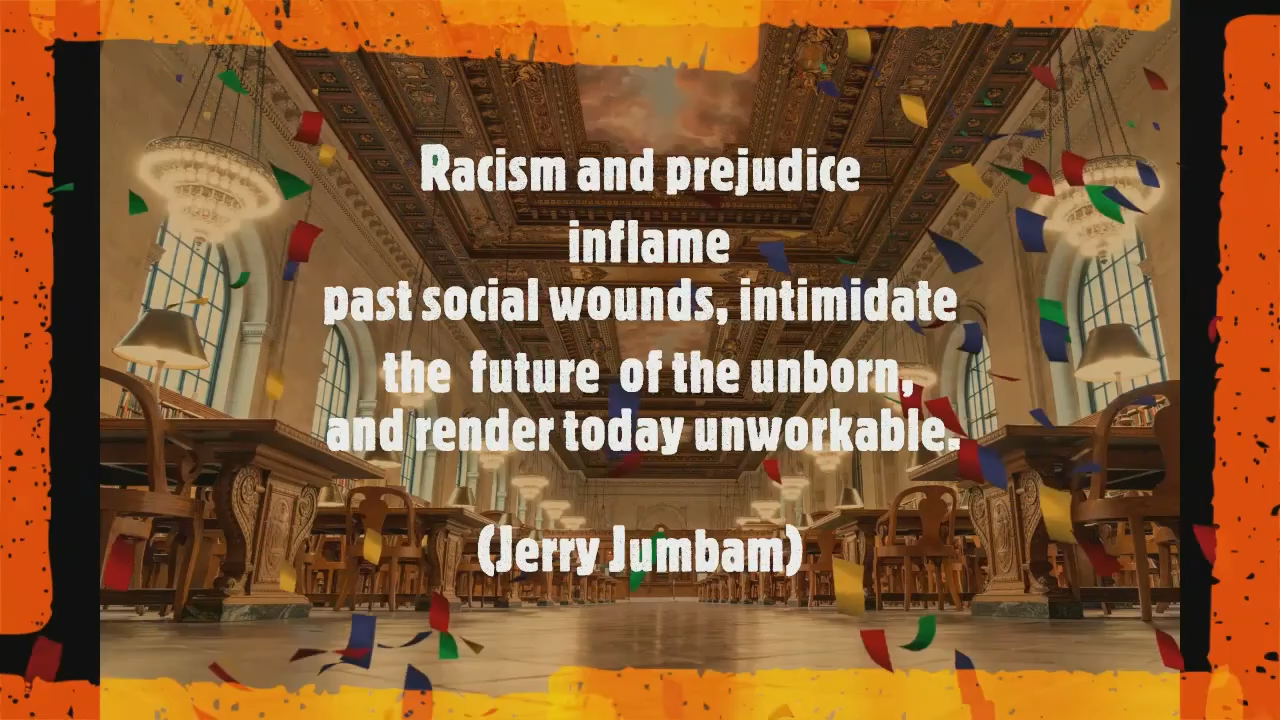 Racism and prejudice
inflame
past social wounds, intimidate
the future of the unborn,
and render today unworkable.
(Jerry Jumbam)